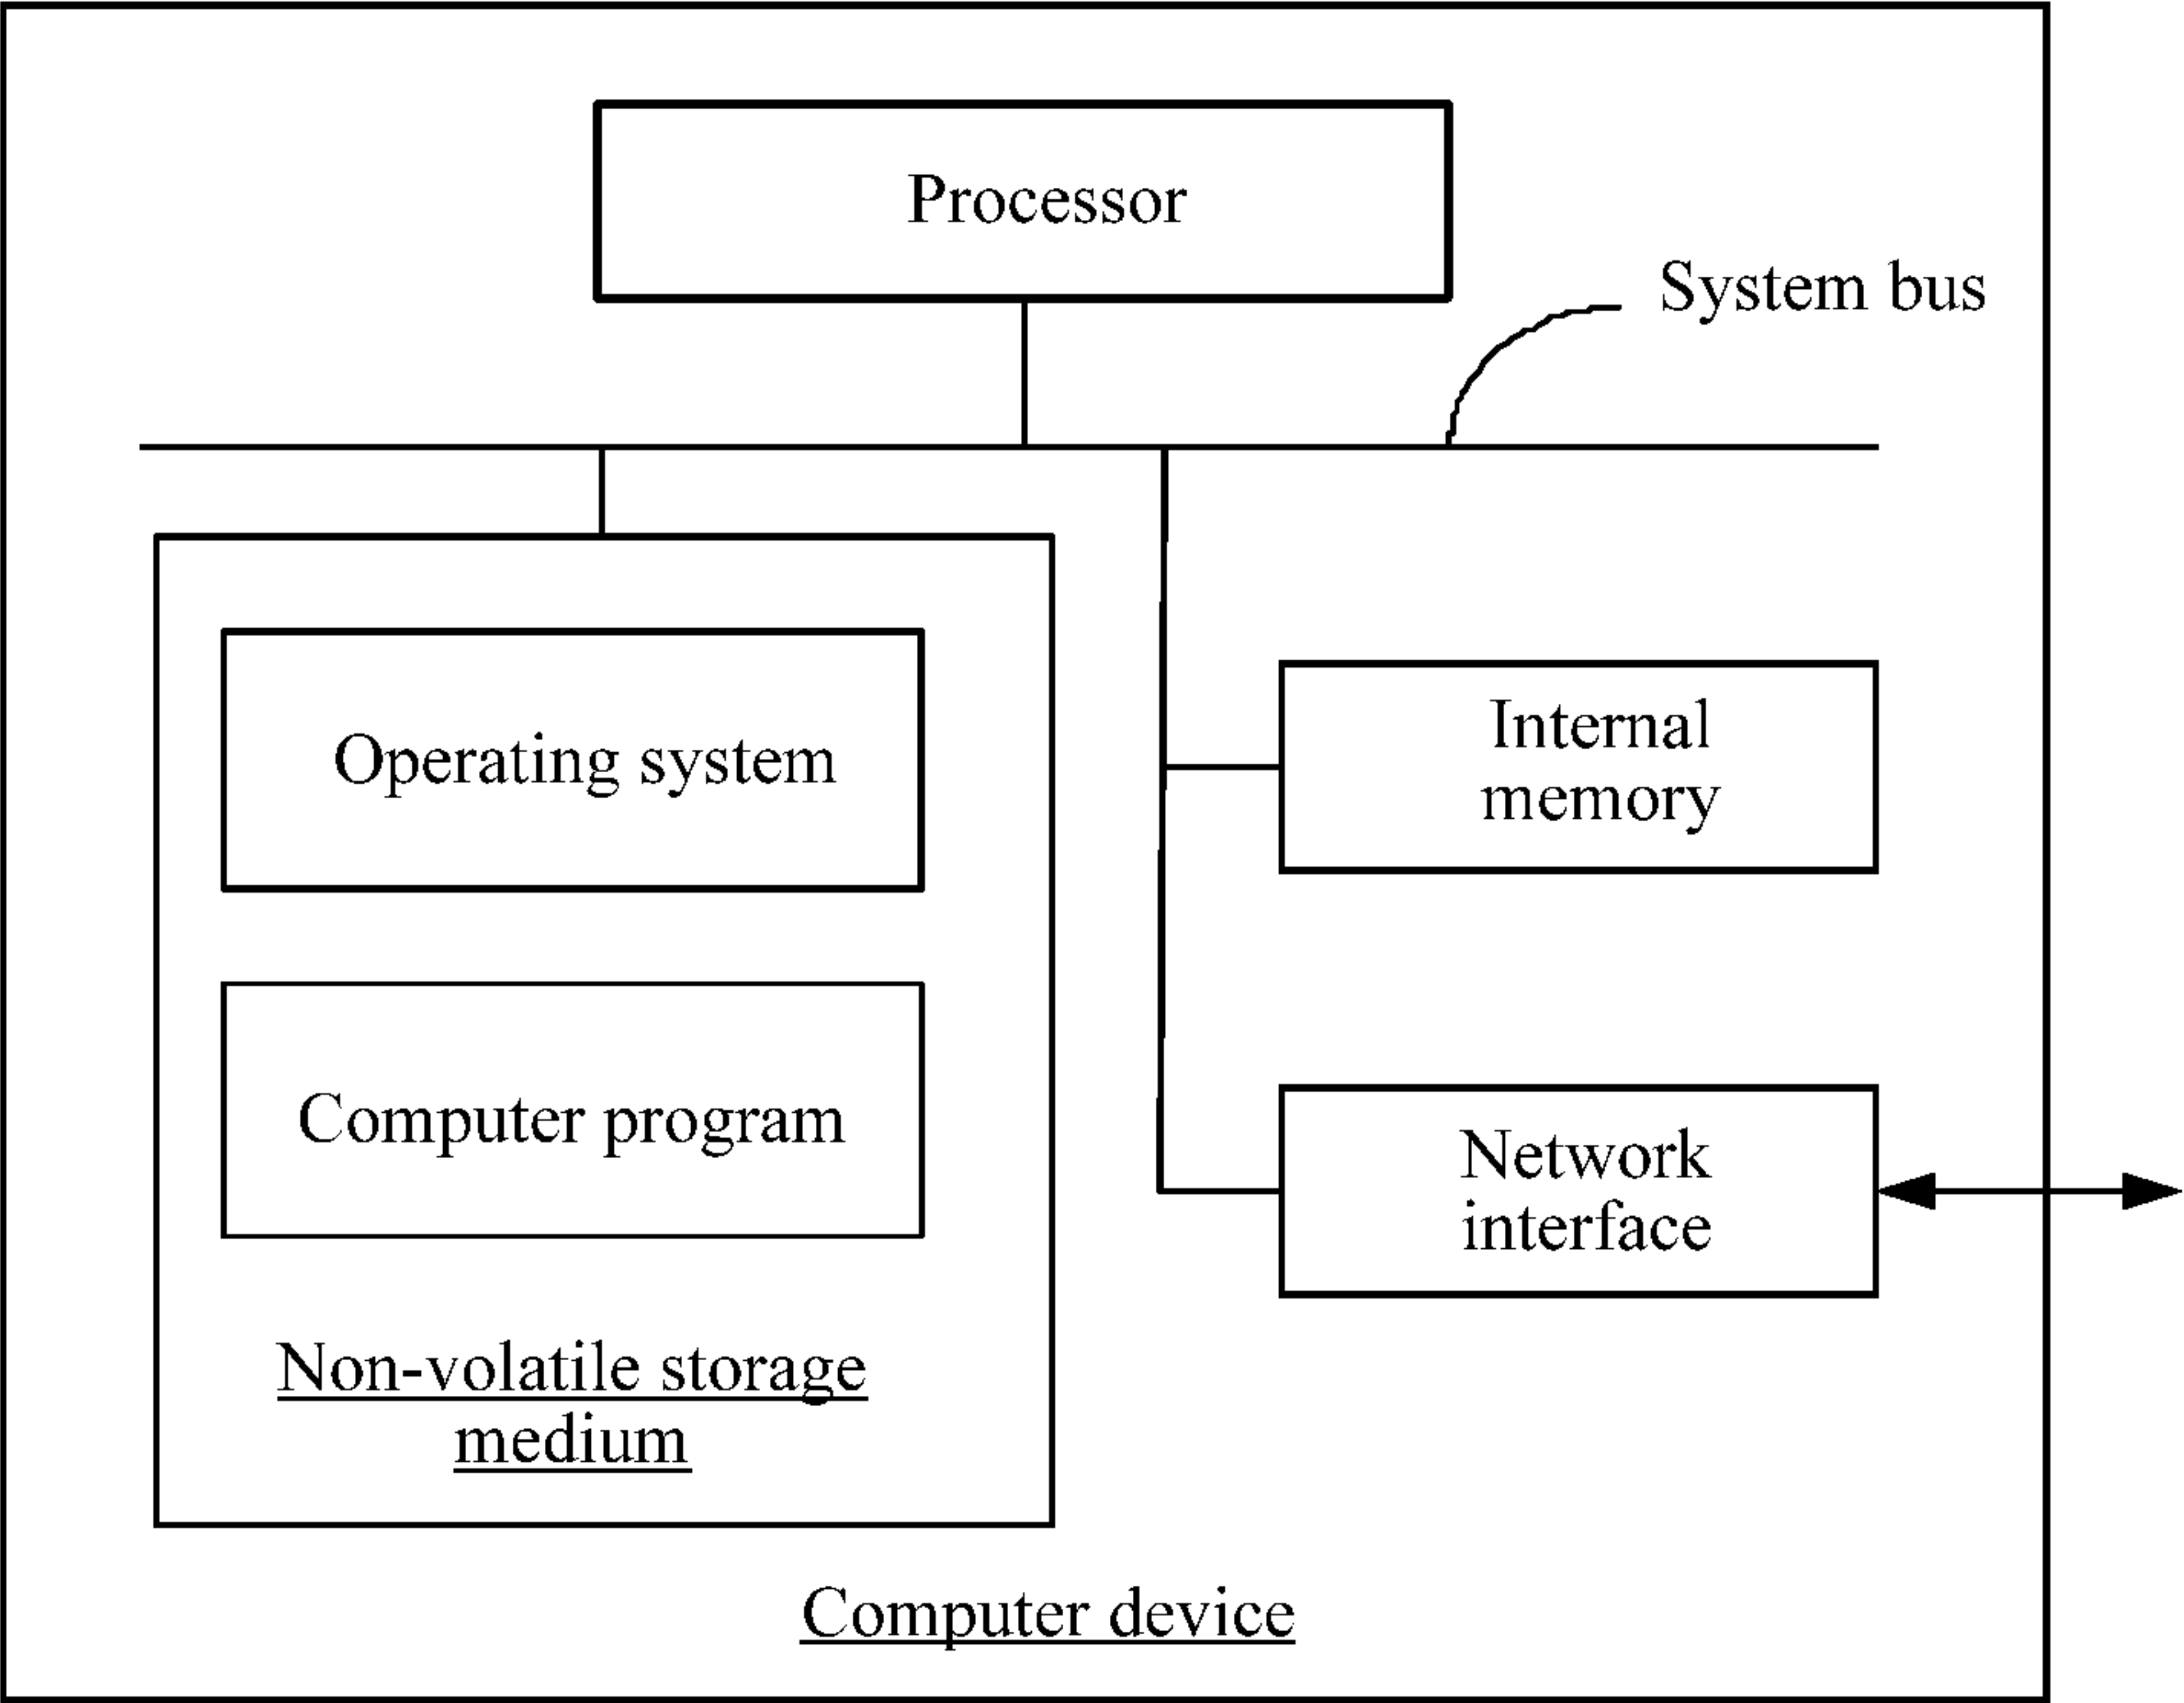 Processor
System bus
Operating system
Internal
memory
Computer program
Network
interface
Non-volatile storage
medium
Computer device